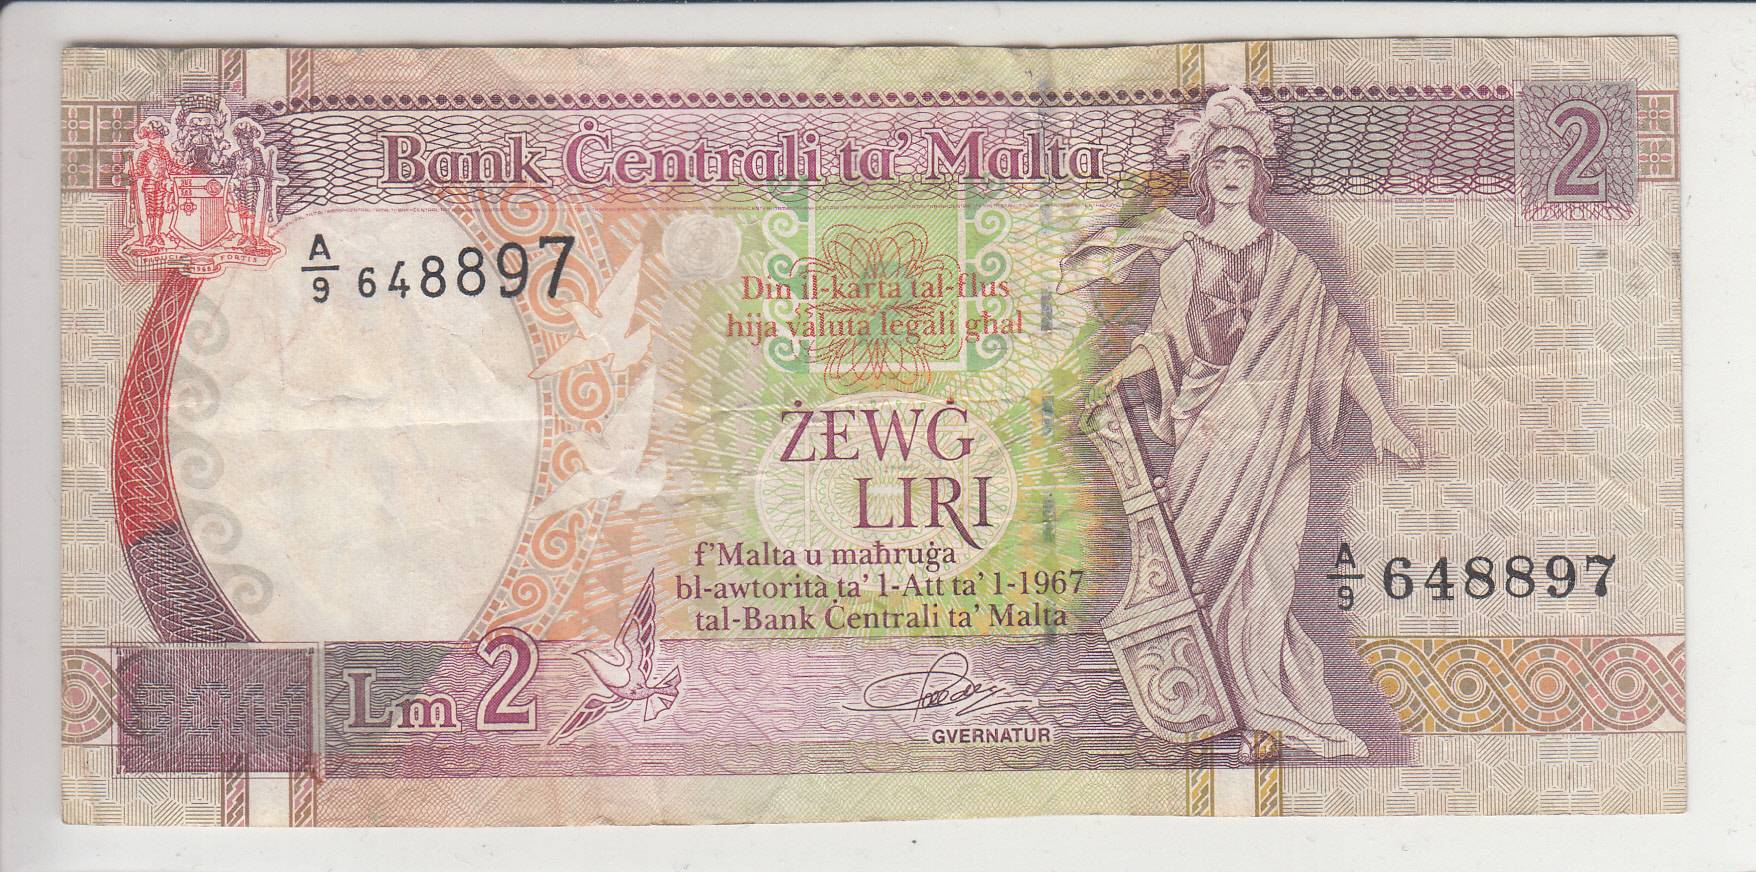 Bank Ċentrali ta' Malta
2
A/9 648897
Din il-karta tal-flus
hija valuta legali għal
ŻEWĠ
LIRI
f'Malta u maħruġa
bl-awtorità ta' l-Att ta' l-1967
tal-Bank Ċentrali ta' Malta
A/9 648897
Lm 2
GVERNATUR